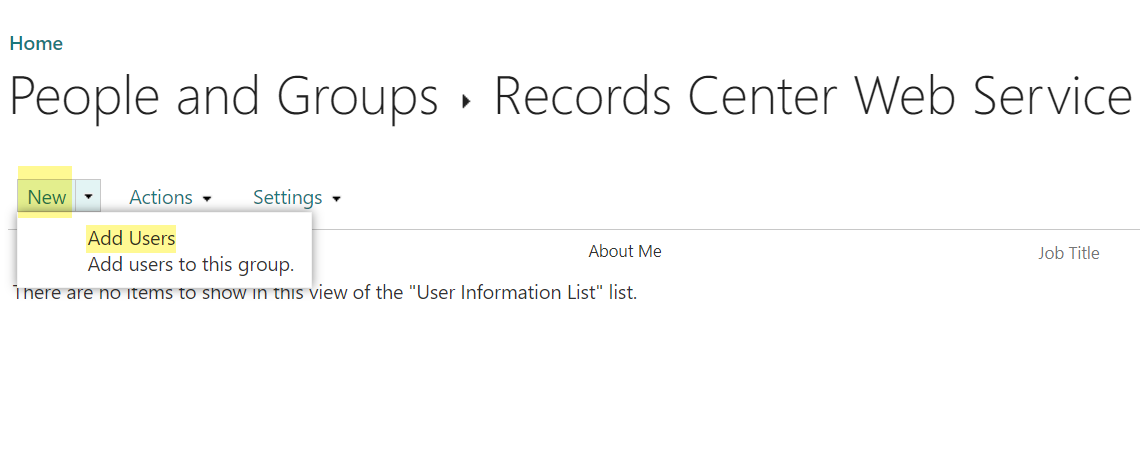 Home
People and Groups ▸ Records Center Web Service
New Actions Settings
Add Users
Add users to this group.
About Me Job Title
There are no items to show in this view of the "User Information List" list.